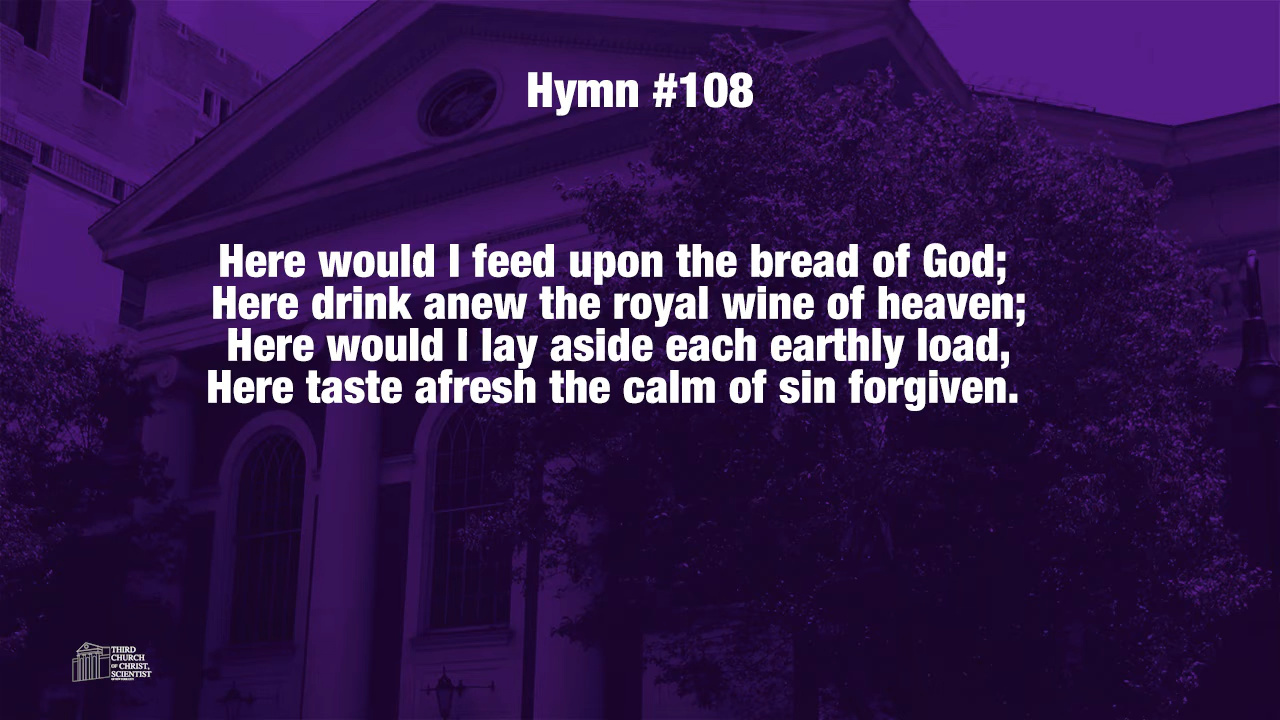 Hymn #108
Here would I feed upon the bread of God;
Here drink anew the royal wine of heaven;
Here would I lay aside each earthly load,
Here taste afresh the calm of sin forgiven.
THIRD
CHURCH
OF CHRIST,
SCIENTIST